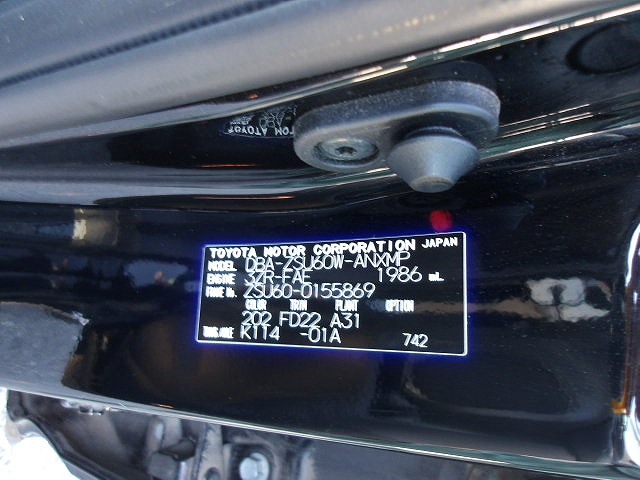 TOYOTA MOTOR CORPORATION JAPAN
MODEL DBA-ZSU60W-ANXMP
ENGINE 3ZR-FAE 1986 mL
FRAME No. ZSU60-0155869
COLOR TRIM PLANT OPTION
202 FD22 A31
TRANS./AXLE K114 -01A 742